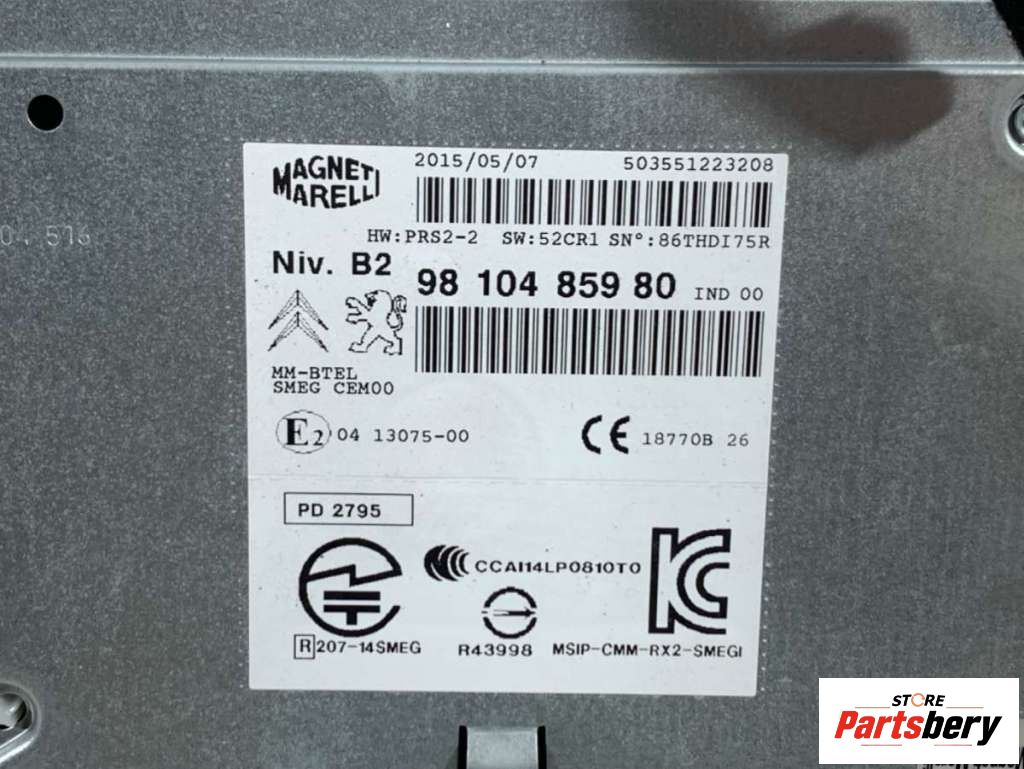 MAGNETI
MARELLI
2015/05/07 503551223208
HW:PRS2-2 SW:52CR1 SN°:86THDI75R
Niv. B2
98 104 859 80 IND 00
MM-BTEL
SMEG CEM00
E2 04 13075-00
CE 18770B 26
PD 2795
CCAI14LP0810T0
R 207-14SMEG
R43998
MSIP-CMM-RX2-SMEGI
STORE
Partsbery